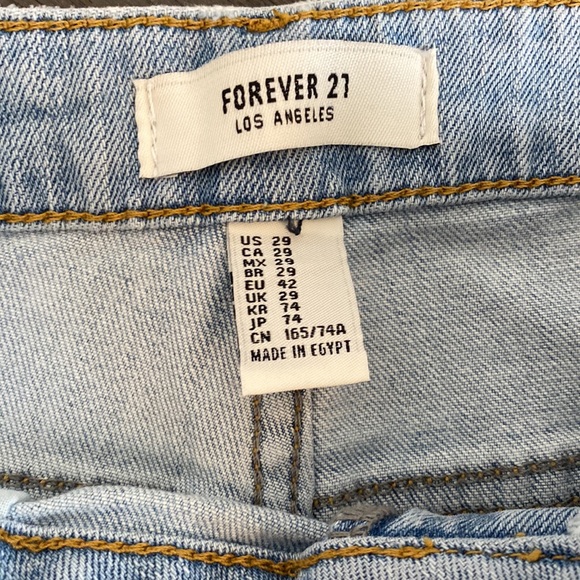 FOREVER 21
LOS ANGELES
US 29
CA 29
MX 29
BR 29
EU 42
UK 29
KR 74
JP 74
CN 165/74A
MADE IN EGYPT